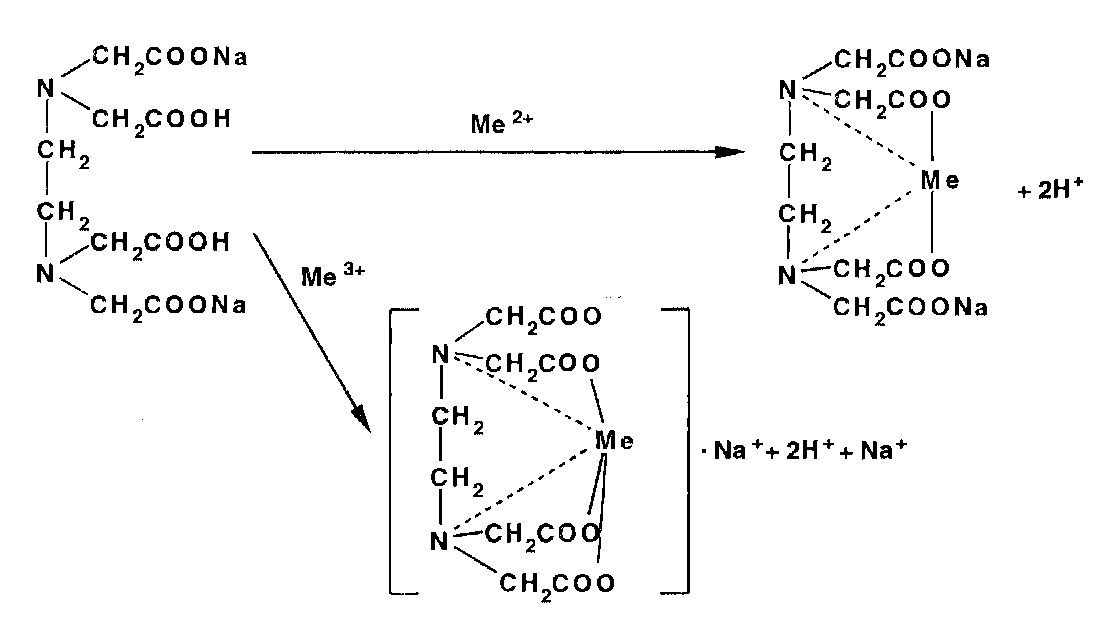 CH₂COONa
N
CH₂COOH
CH₂
CH₂
CH₂COOH
N
CH₂COONa
Me²⁺
Me³⁺
CH₂COONa
N
CH₂COO
CH₂
Me
+ 2H⁺
CH₂
N
CH₂COO
CH₂COONa
CH₂COO
N
CH₂COO
CH₂
Me
· Na⁺ + 2H⁺ + Na⁺
CH₂
N
CH₂COO
CH₂COO